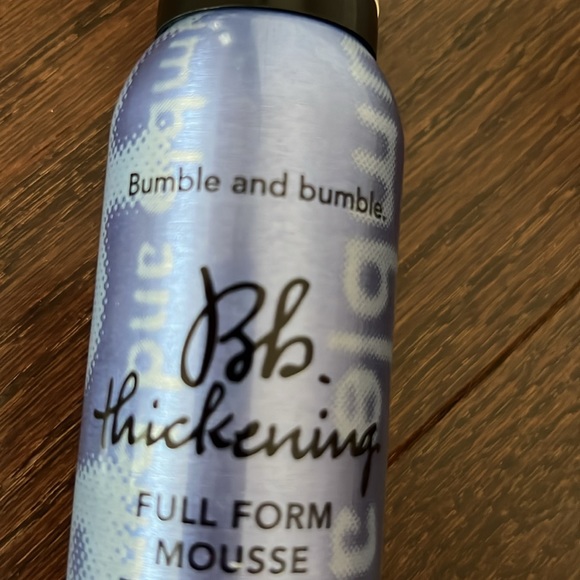 Bumble and bumble.
Bb.
thickening.
FULL FORM
MOUSSE